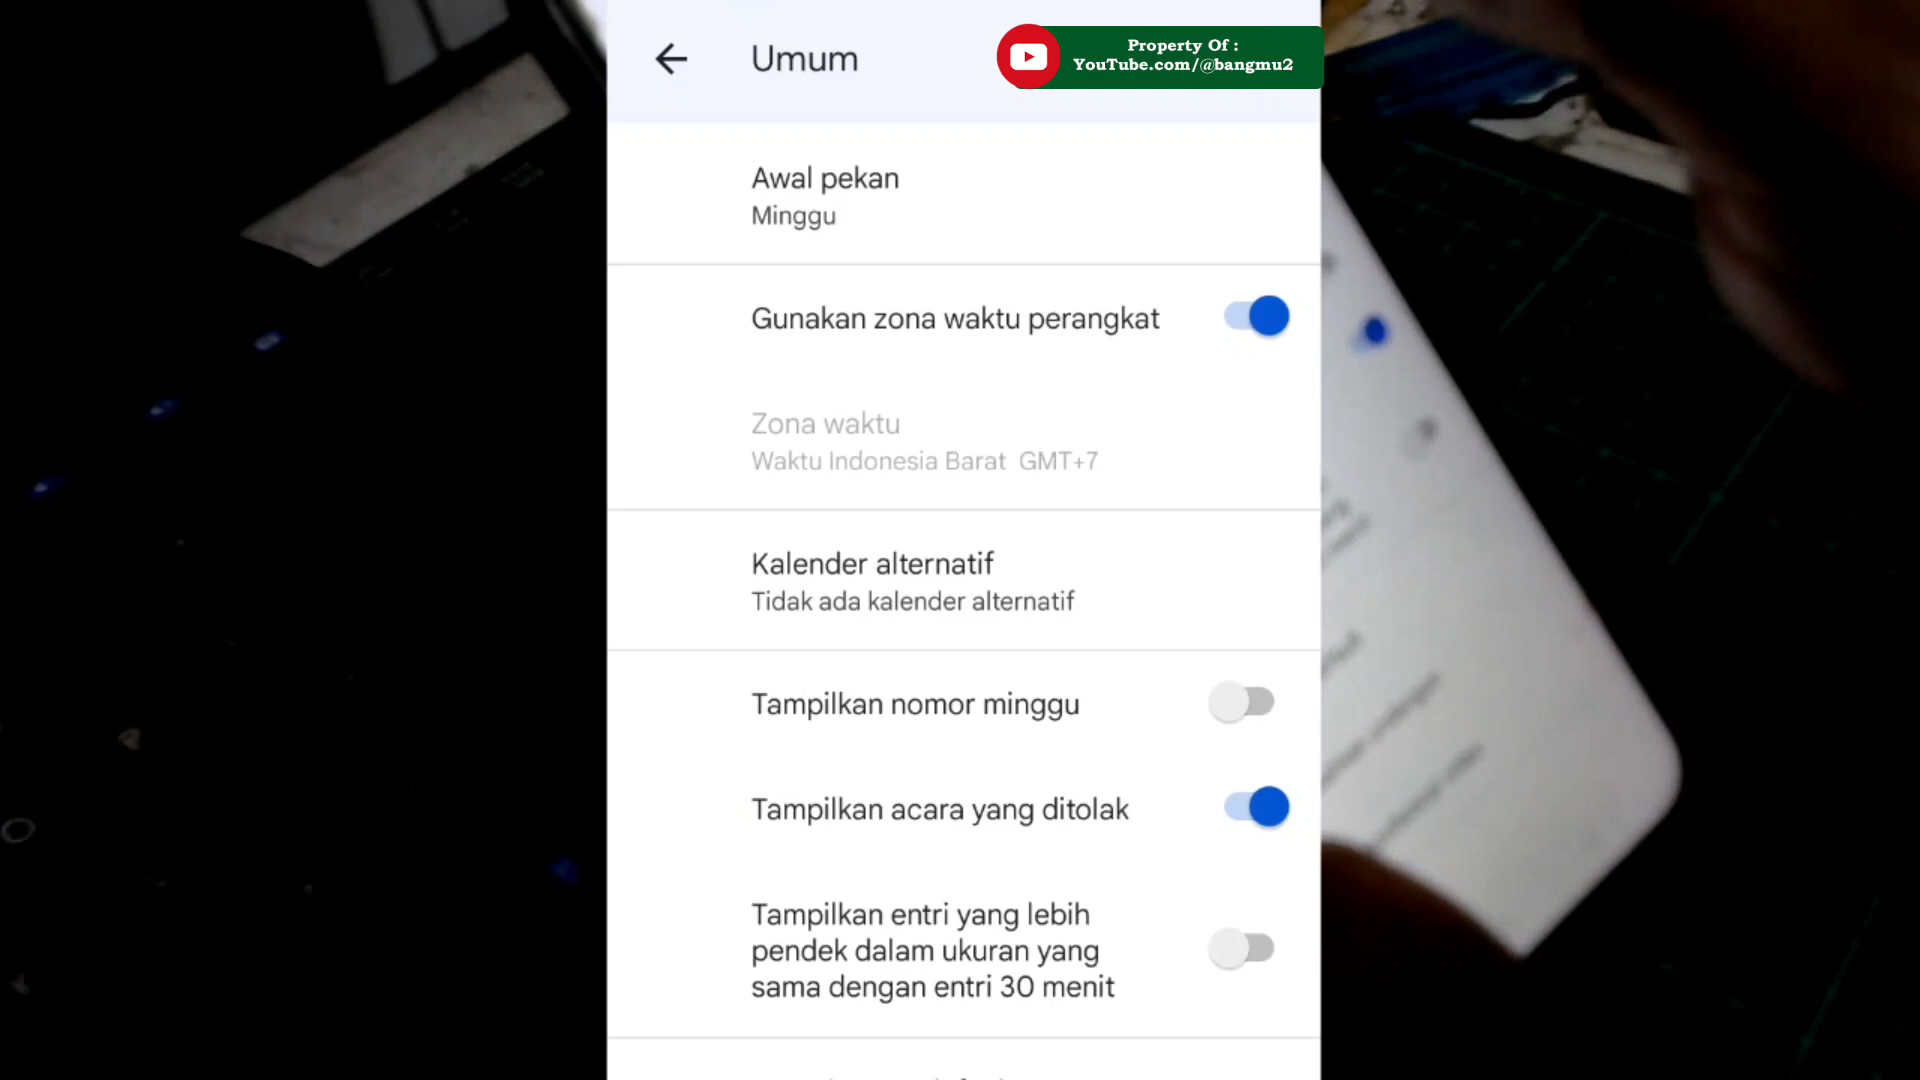 Umum
Property Of :
YouTube.com/@bangmu2
Awal pekan
Minggu
Gunakan zona waktu perangkat
Zona waktu
Waktu Indonesia Barat GMT+7
Kalender alternatif
Tidak ada kalender alternatif
Tampilkan nomor minggu
Tampilkan acara yang ditolak
Tampilkan entri yang lebih
pendek dalam ukuran yang
sama dengan entri 30 menit